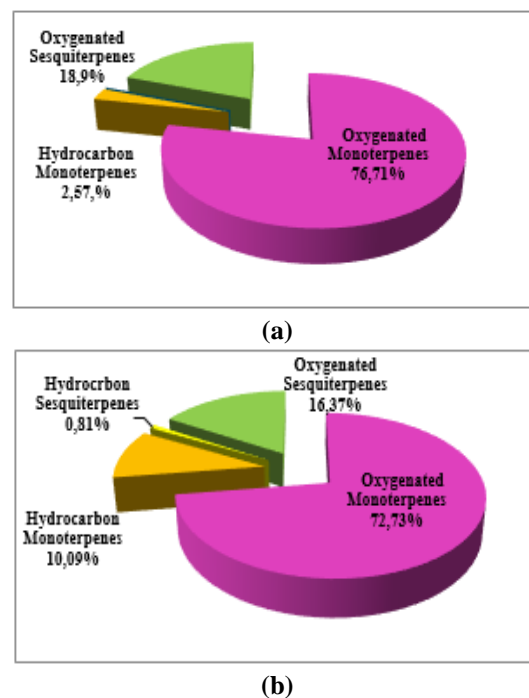 Oxygenated
Sesquiterpenes
18,9%
Oxygenated
Monoterpenes
76,71%
Hydrocarbon
Monoterpenes
2,57,%
(a)
Hydrocrbon
Sesquiterpenes
0,81%
Oxygenated
Sesquiterpenes
16,37%
Oxygenated
Monoterpenes
72,73%
Hydrocarbon
Monoterpenes
10,09%
(b)